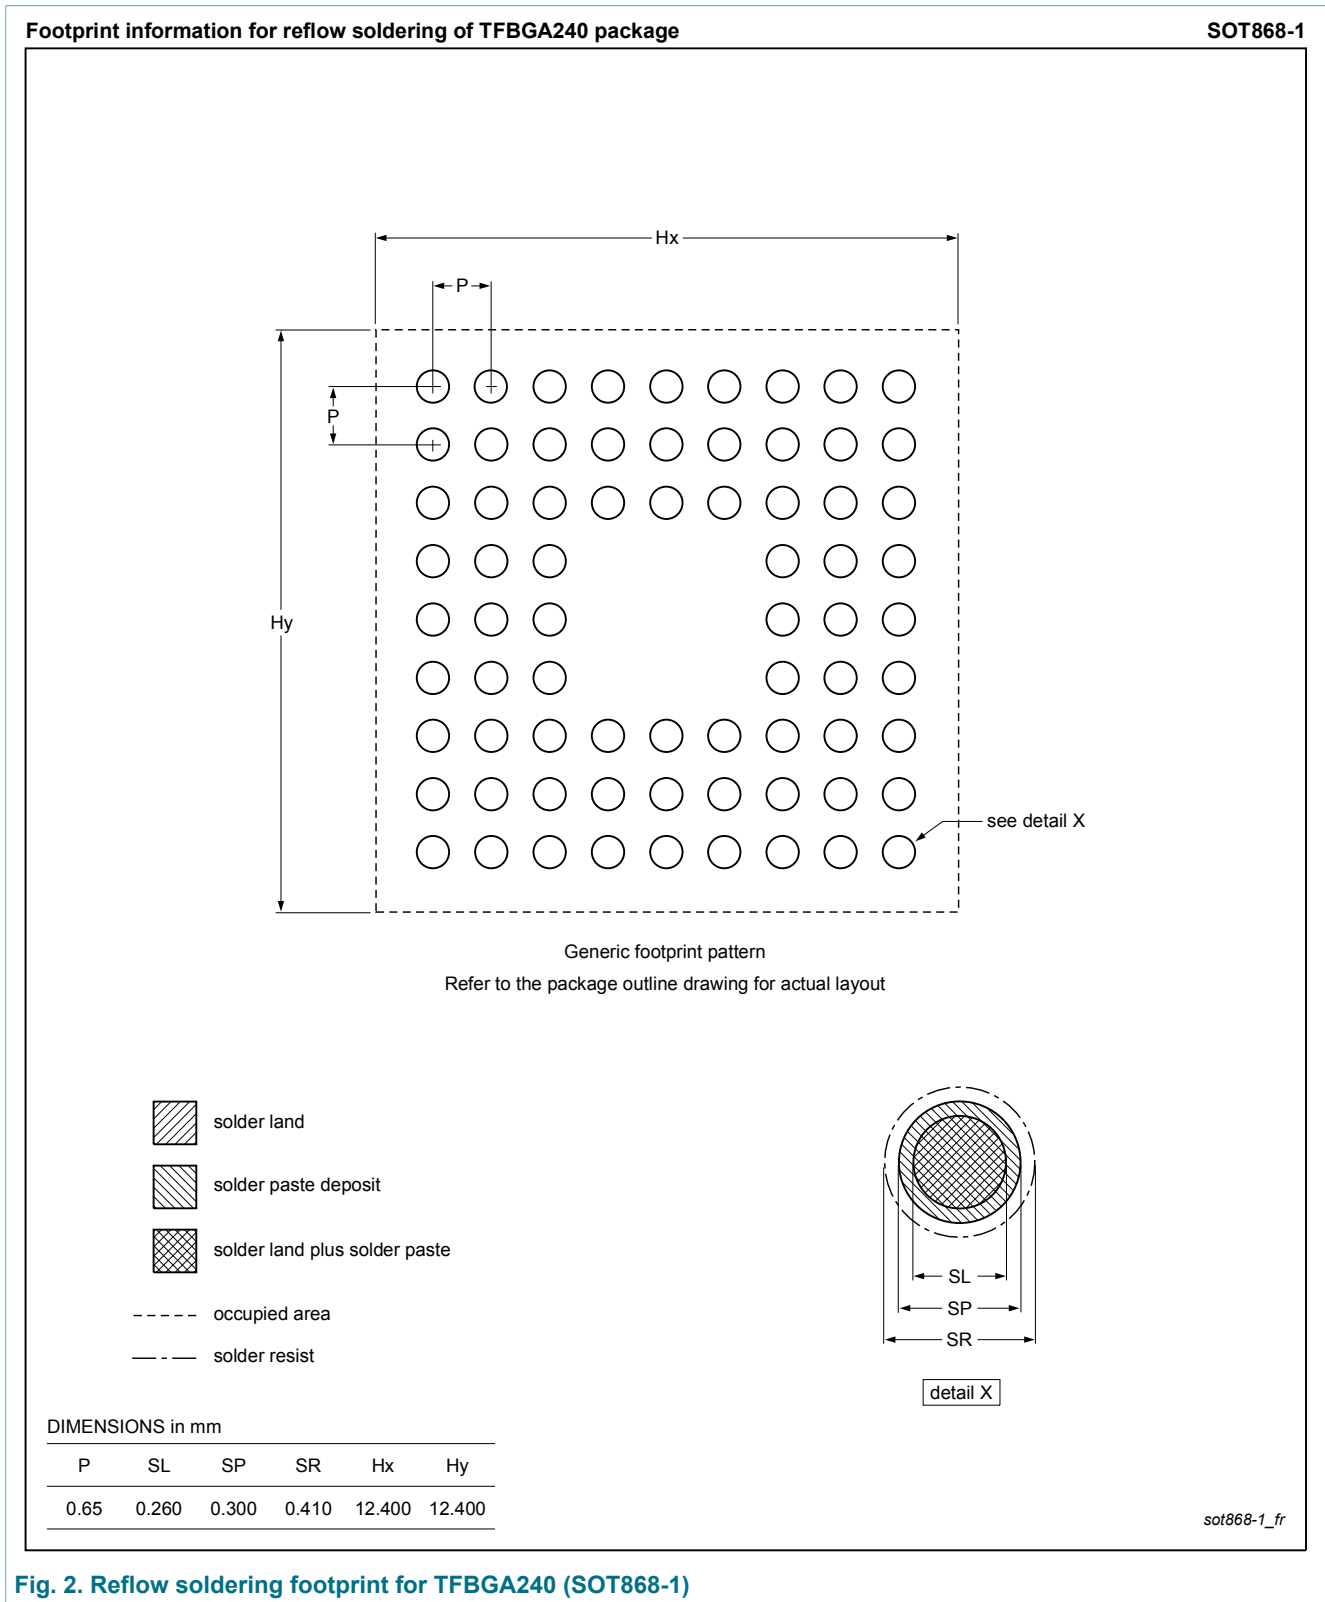 Footprint information for reflow soldering of TFBGA240 package SOT868-1
Hx
P
P
Hy
see detail X
Generic footprint pattern
Refer to the package outline drawing for actual layout
solder land
solder paste deposit
solder land plus solder paste
occupied area
solder resist
SL
SP
SR
detail X
DIMENSIONS in mm
P SL SP SR Hx Hy
0.65 0.260 0.300 0.410 12.400 12.400
sot868-1_fr
Fig. 2. Reflow soldering footprint for TFBGA240 (SOT868-1)